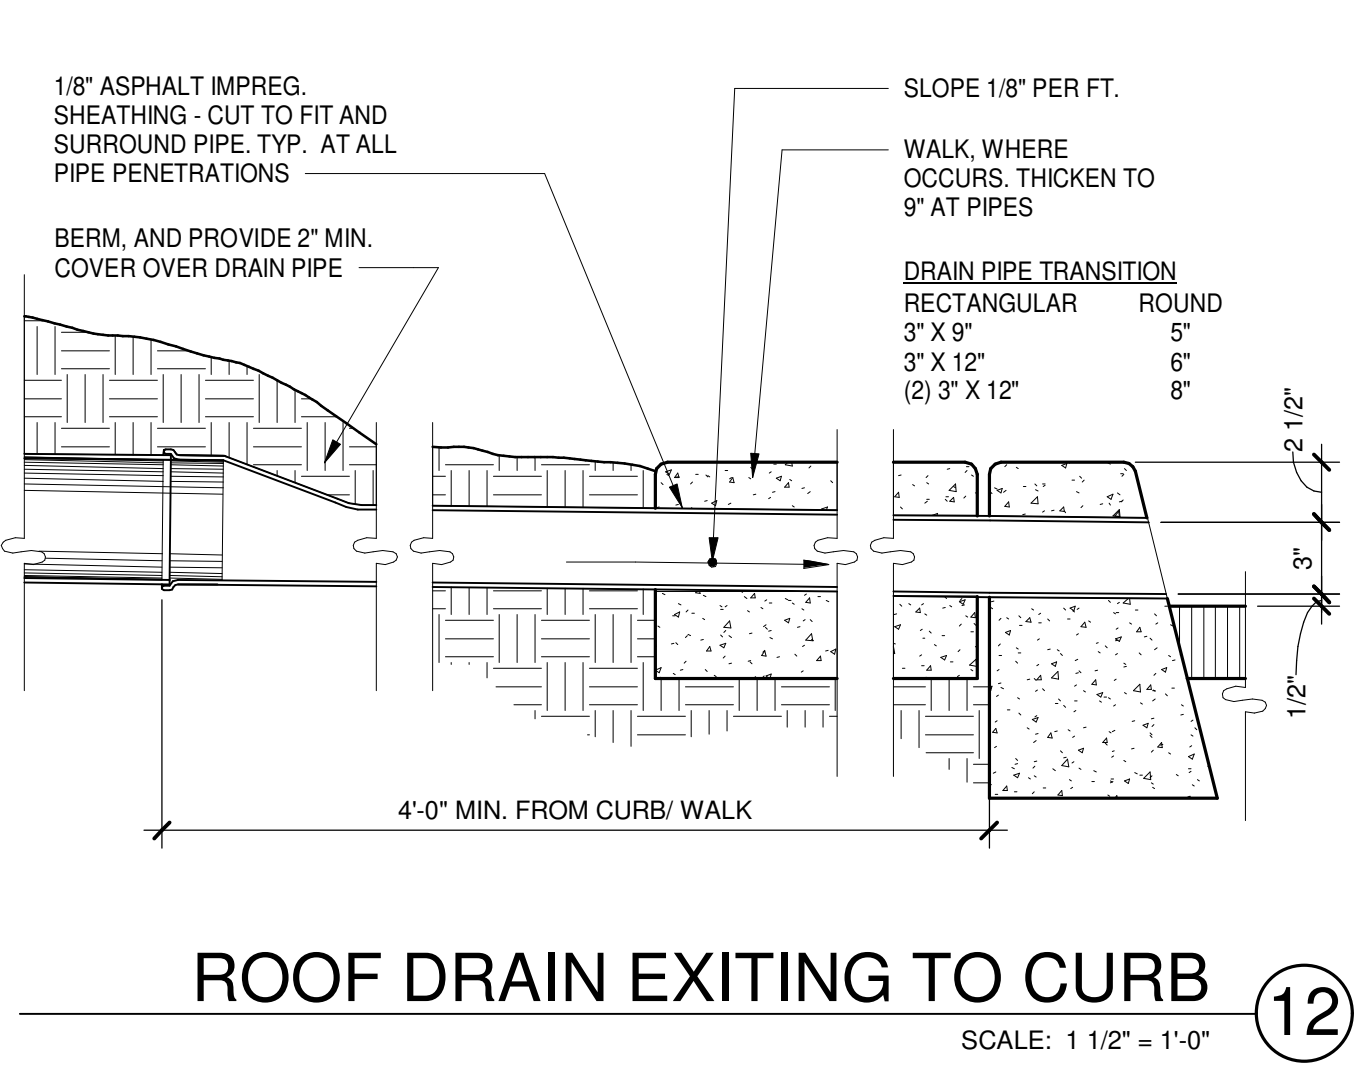 1/8" ASPHALT IMPREG.
SHEATHING - CUT TO FIT AND
SURROUND PIPE. TYP. AT ALL
PIPE PENETRATIONS
BERM, AND PROVIDE 2" MIN.
COVER OVER DRAIN PIPE
SLOPE 1/8" PER FT.
WALK, WHERE
OCCURS. THICKEN TO
9" AT PIPES
DRAIN PIPE TRANSITION
RECTANGULAR ROUND
3" X 9" 5"
3" X 12" 6"
(2) 3" X 12" 8"
2 1/2"
3"
1/2"
4'-0" MIN. FROM CURB/ WALK
ROOF DRAIN EXITING TO CURB
12
SCALE: 1 1/2" = 1'-0"